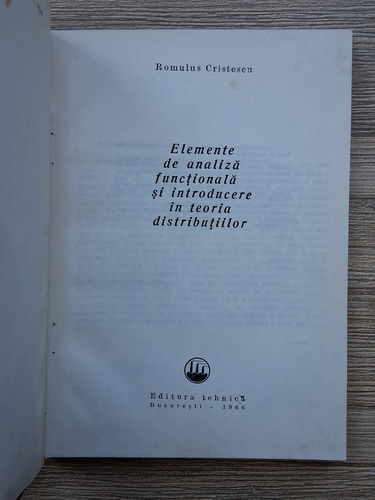 Romulus Cristescu
Elemente
de analiză
funcțională
și introducere
în teoria
distribuțiilor
Editura tehnică
București - 1966